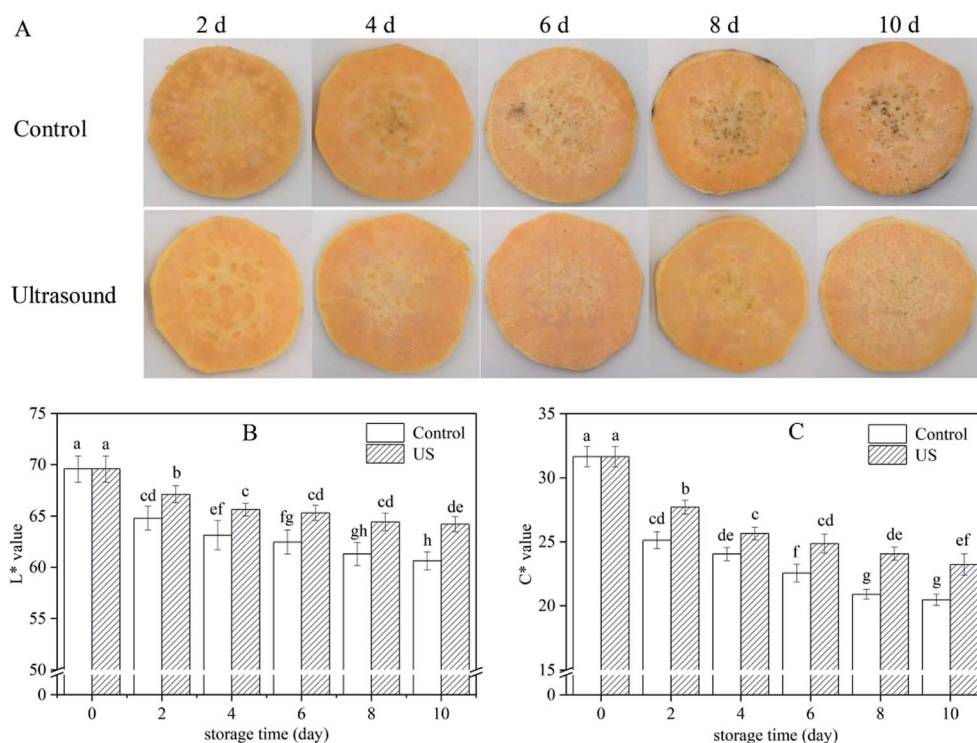 A
2 d 4 d 6 d 8 d 10 d
Control
Ultrasound
B
Control
US
L* value
75
70
65
60
55
50
0
a a
cd b
ef c
fg cd
gh cd
h de
0 2 4 6 8 10
storage time (day)
C
Control
US
C* value
35
30
25
20
15
0
a a
cd b
de c
f cd
g de
g ef
0 2 4 6 8 10
storage time (day)